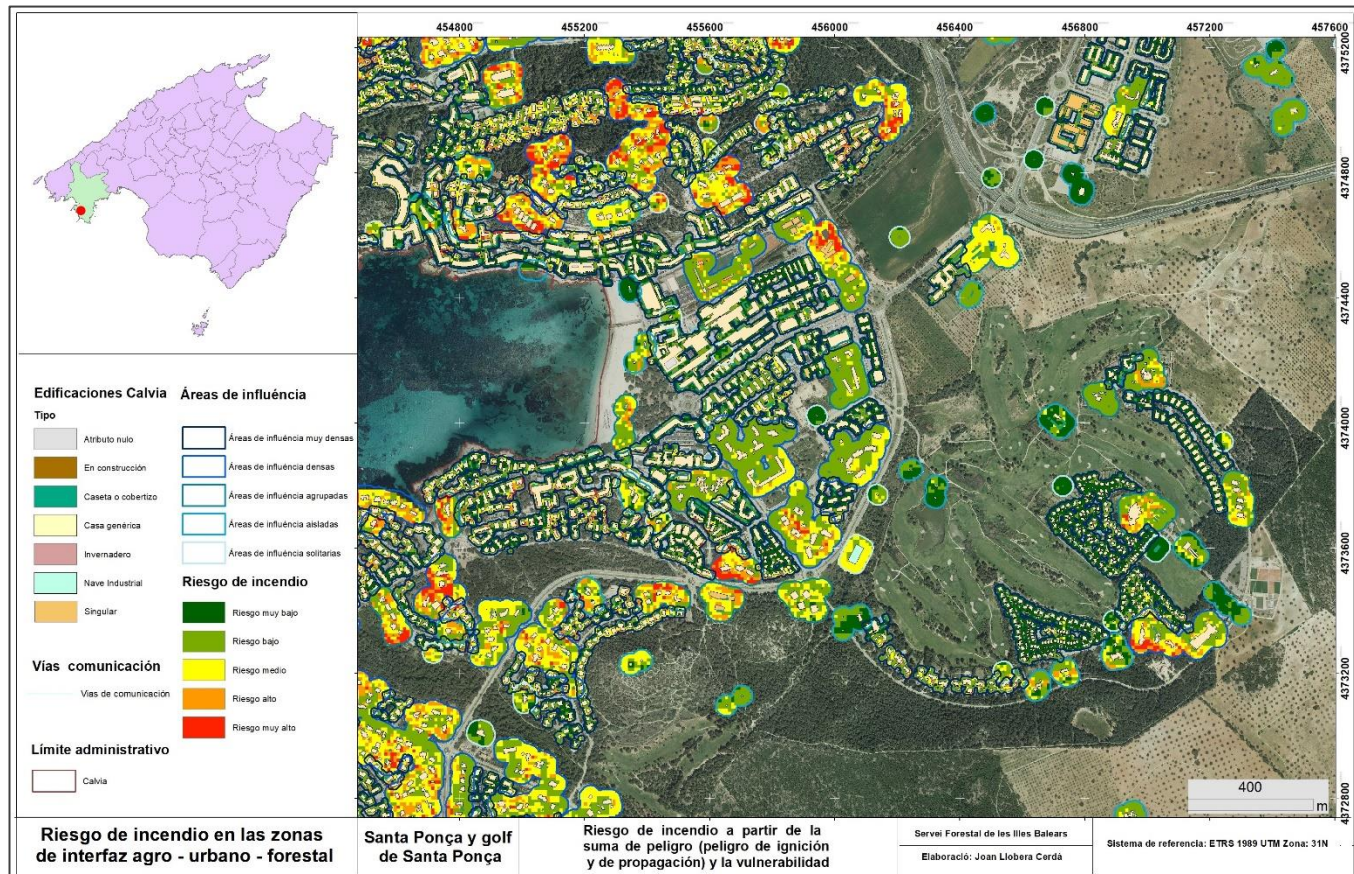 454800
455200
455600
456000
456400
456800
457200
457600
4375200
4374800
4374400
4374000
4373600
4373200
4372800
Edificaciones Calvia
Tipo
Atributo nulo
En construcción
Caseta o cobertizo
Casa genérica
Invernadero
Nave Industrial
Singular
Vías comunicación
Vias de comunicación
Límite administrativo
Calvia
Áreas de influéncia
Áreas de influéncia muy densas
Áreas de influéncia densas
Áreas de influéncia agrupadas
Áreas de influéncia aisladas
Áreas de influéncia solitarias
Riesgo de incendio
Riesgo muy bajo
Riesgo bajo
Riesgo medio
Riesgo alto
Riesgo muy alto
400
m
Riesgo de incendio en las zonas
de interfaz agro - urbano - forestal
Santa Ponça y golf
de Santa Ponça
Riesgo de incendio a partir de la
suma de peligro (peligro de ignición
y de propagación) y la vulnerabilidad
Servei Forestal de les Illes Balears
Elaboració: Joan Llobera Cerdà
Sistema de referencia: ETRS 1989 UTM Zona: 31N